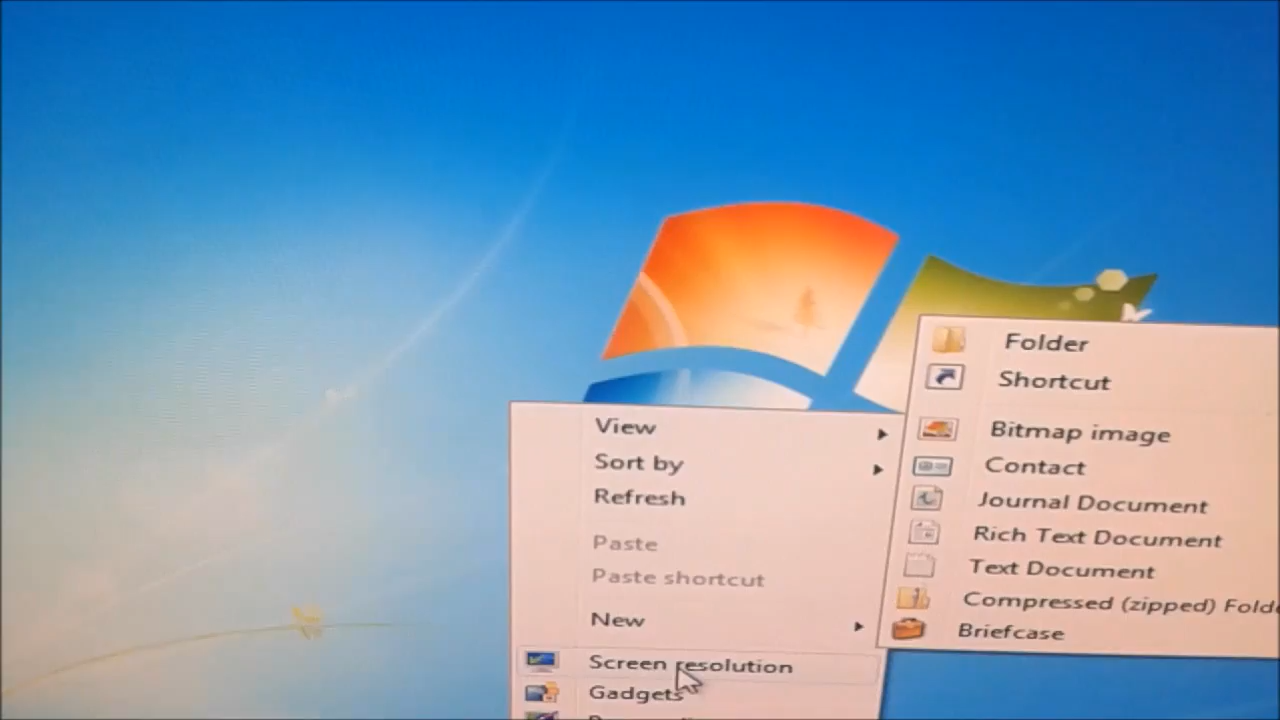 View
Sort by
Refresh
Paste
Paste shortcut
New
Screen resolution
Gadgets
Folder
Shortcut
Bitmap image
Contact
Journal Document
Rich Text Document
Text Document
Compressed (zipped) Folde
Briefcase